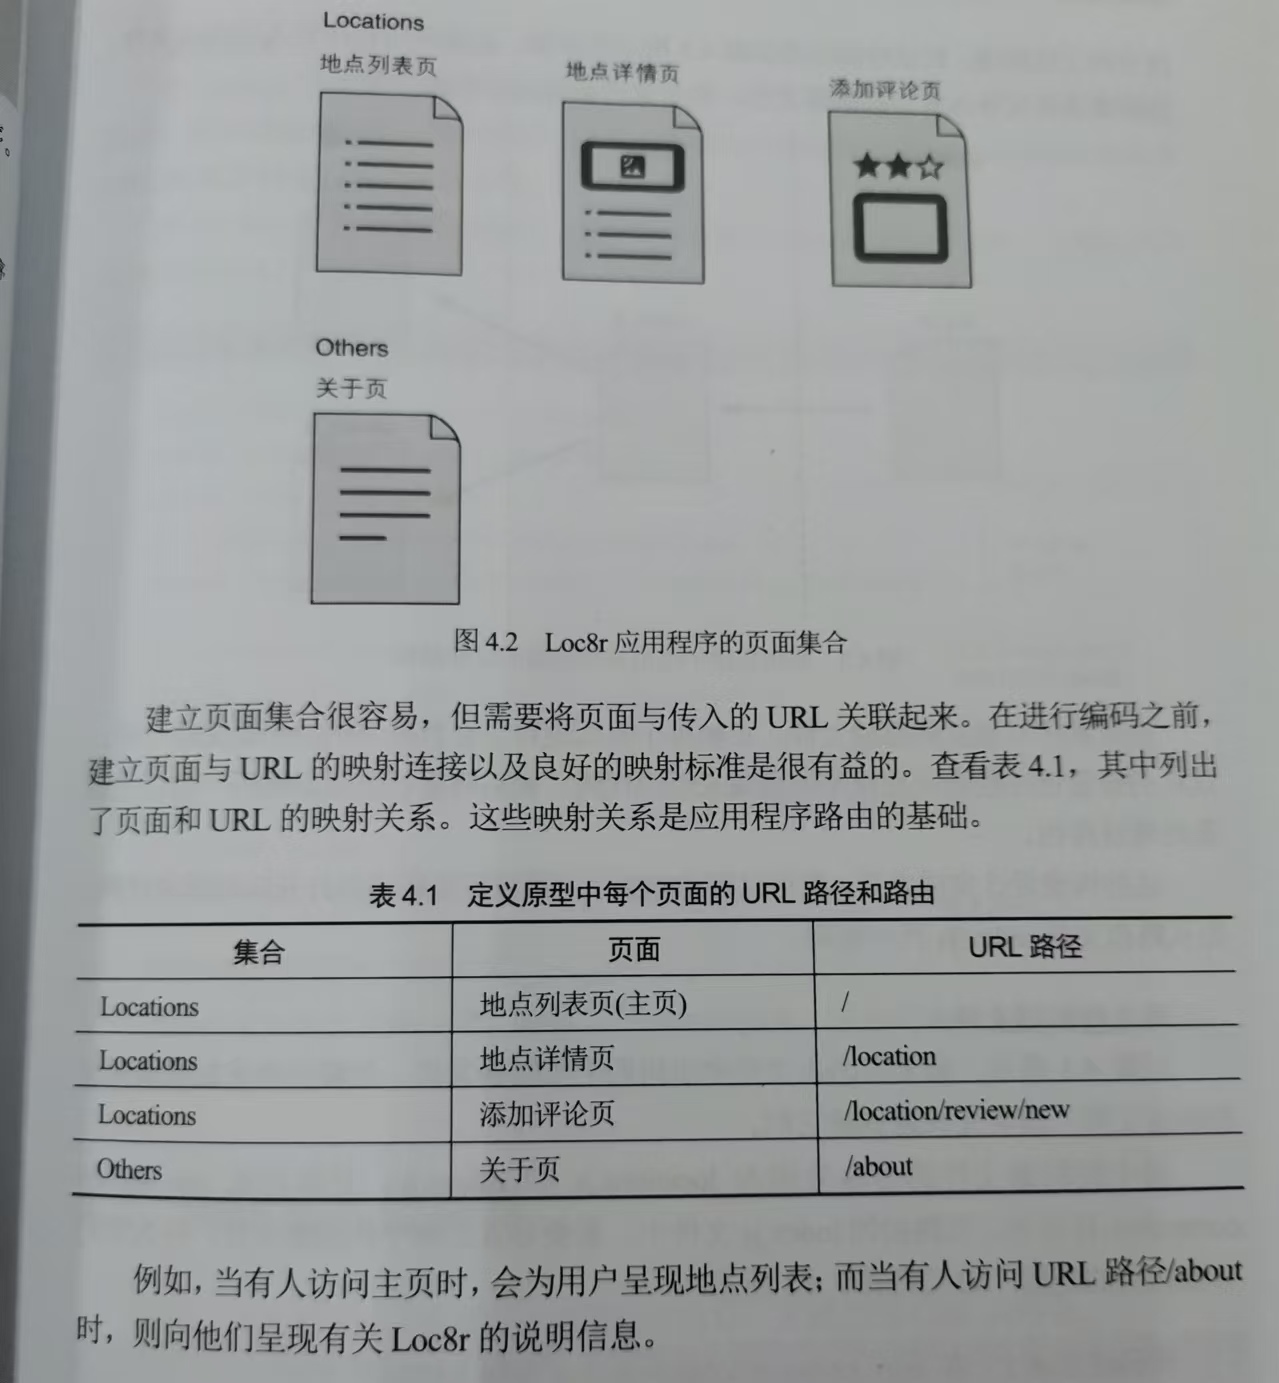 Locations
地点列表页
地点详情页
添加评论页
Others
关于页
图 4.2 Loc8r 应用程序的页面集合
建立页面集合很容易，但需要将页面与传入的 URL 关联起来。在进行编码之前，
建立页面与 URL 的映射连接以及良好的映射标准是很有益的。查看表 4.1，其中列出
了页面和 URL 的映射关系。这些映射关系是应用程序路由的基础。
表 4.1 定义原型中每个页面的 URL 路径和路由
集合 页面 URL 路径
Locations 地点列表页(主页) /
Locations 地点详情页 /location
Locations 添加评论页 /location/review/new
Others 关于页 /about
例如，当有人访问主页时，会为用户呈现地点列表；而当有人访问 URL 路径/about
时，则向他们呈现有关 Loc8r 的说明信息。